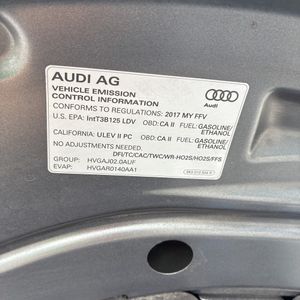 AUDI AG
VEHICLE EMISSION
CONTROL INFORMATION
Audi
CONFORMS TO REGULATIONS: 2017 MY FFV
U.S. EPA: IntT3B125 LDV OBD: CA II FUEL: GASOLINE/
ETHANOL
CALIFORNIA: ULEV II PC OBD: CA II FUEL: GASOLINE/
ETHANOL
NO ADJUSTMENTS NEEDED
DFI/TC/CAC/TWC/WR-HO2S/HO2S/FFS
GROUP: HVGAJ02.0AUF
EVAP: HVGAR0140AA1